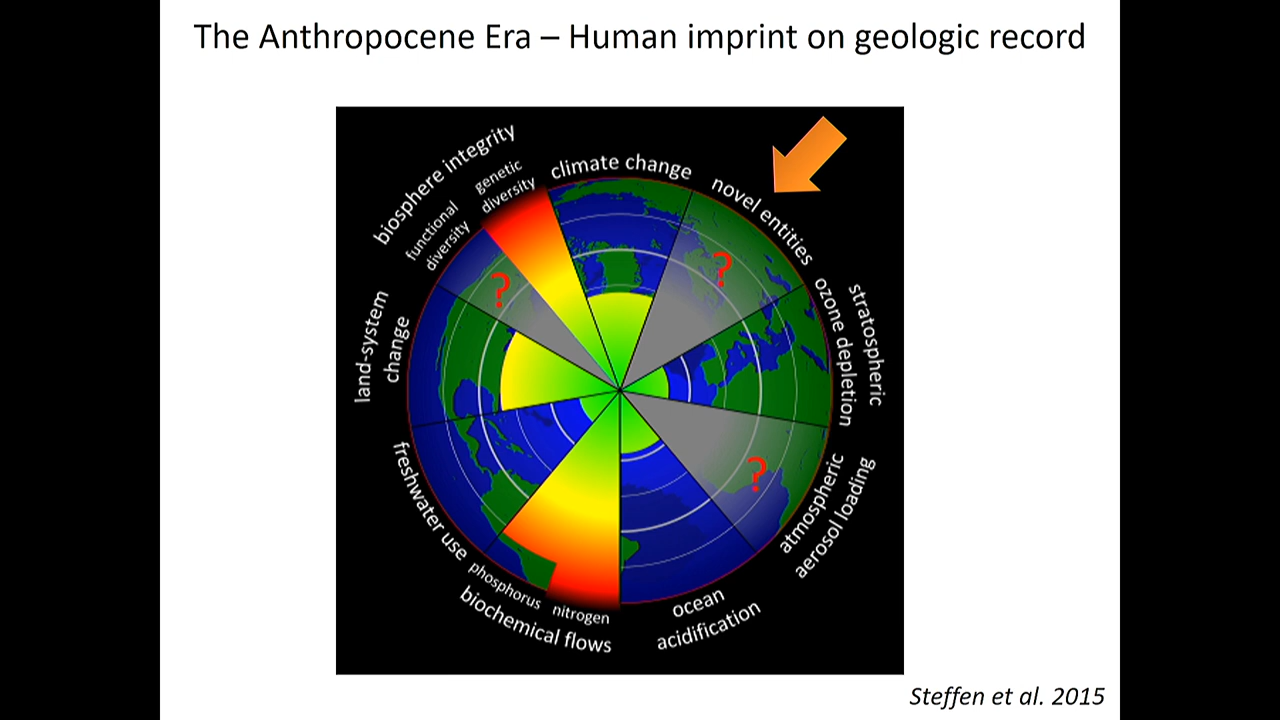 The Anthropocene Era – Human imprint on geologic record
biosphere integrity
functional
diversity
genetic
diversity
climate change
novel entities
?
?
stratospheric
ozone depletion
land-system
change
?
atmospheric
aerosol loading
freshwater use
phosphorus
nitrogen
biochemical flows
ocean
acidification
Steffen et al. 2015